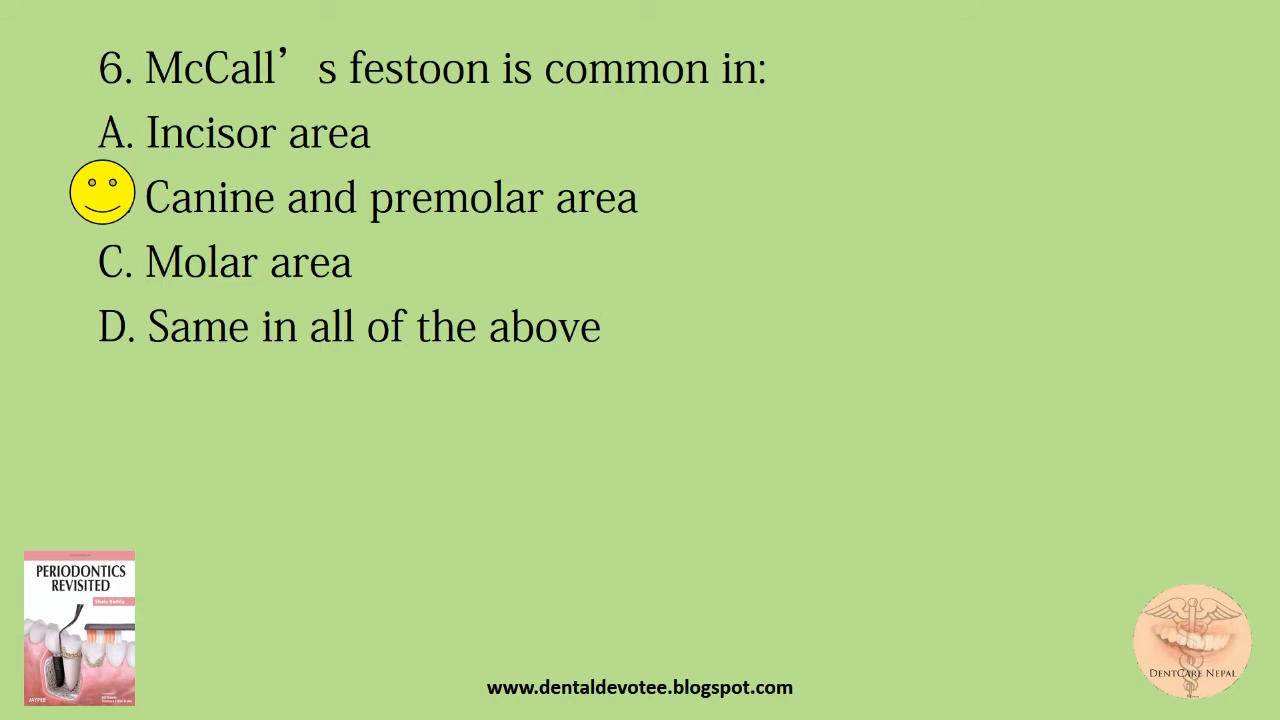 6. McCall’s festoon is common in:
A. Incisor area
Canine and premolar area
C. Molar area
D. Same in all of the above
PERIODONTICS
REVISITED
JAYPEE
DENTCARE NEPAL
www.dentaldevotee.blogspot.com